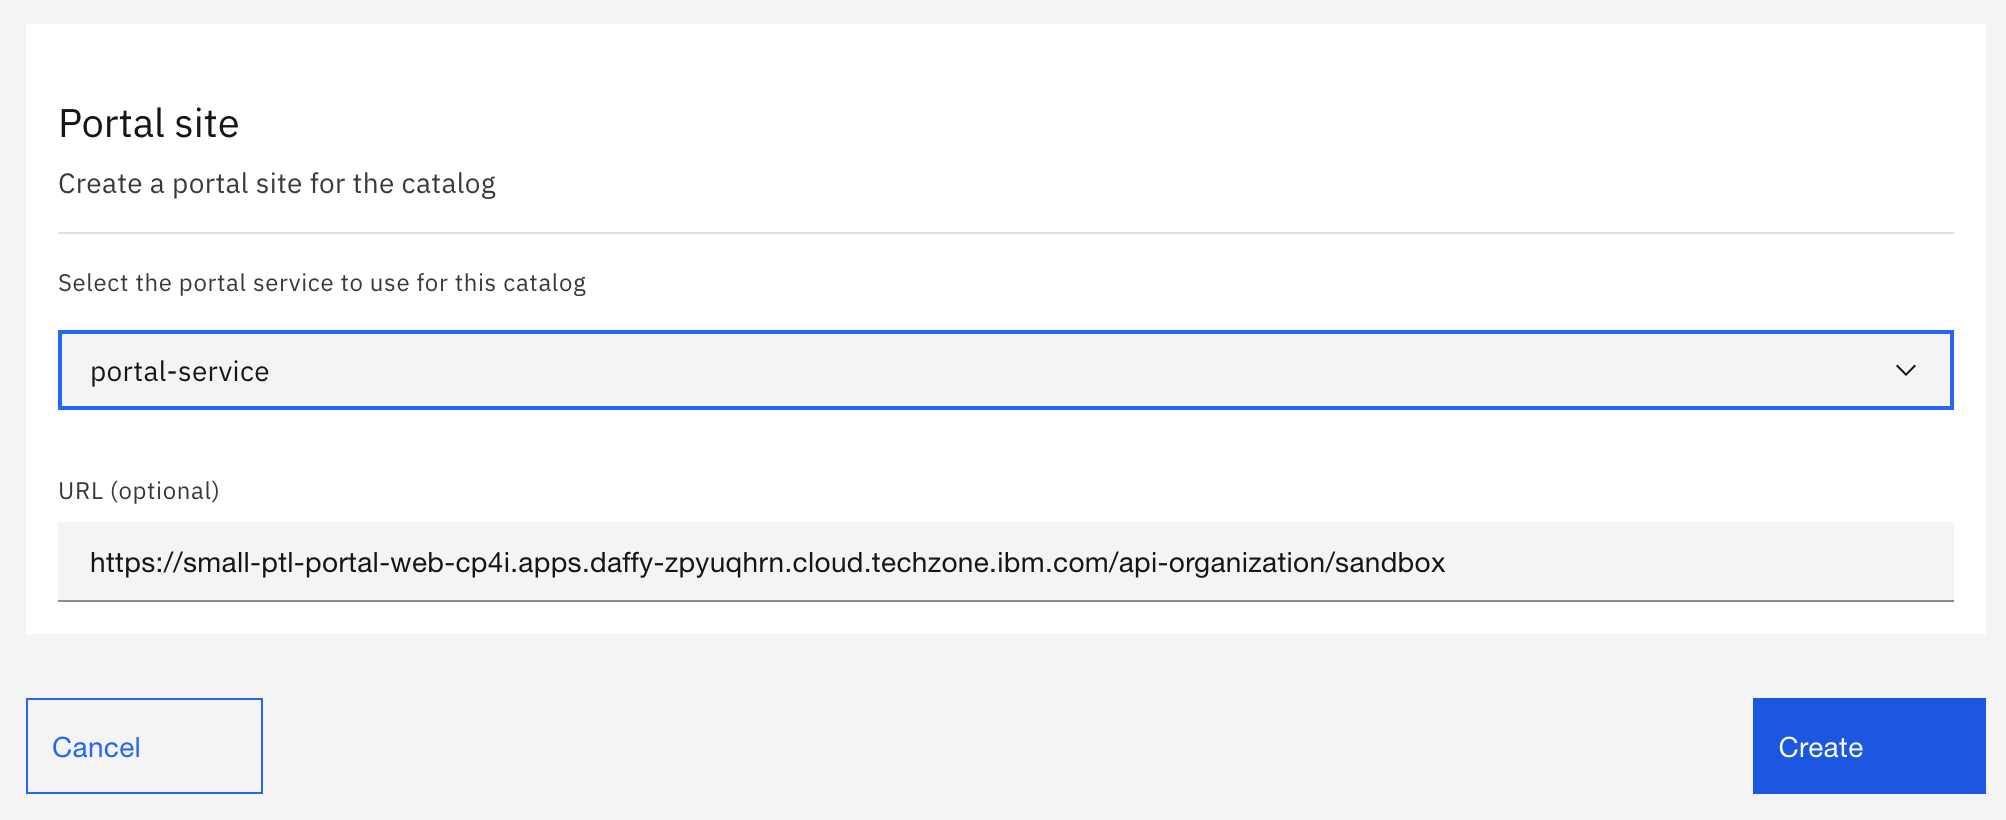 Portal site
Create a portal site for the catalog
Select the portal service to use for this catalog
portal-service
URL (optional)
https://small-ptl-portal-web-cp4i.apps.daffy-zpyuqhrn.cloud.techzone.ibm.com/api-organization/sandbox
Cancel
Create